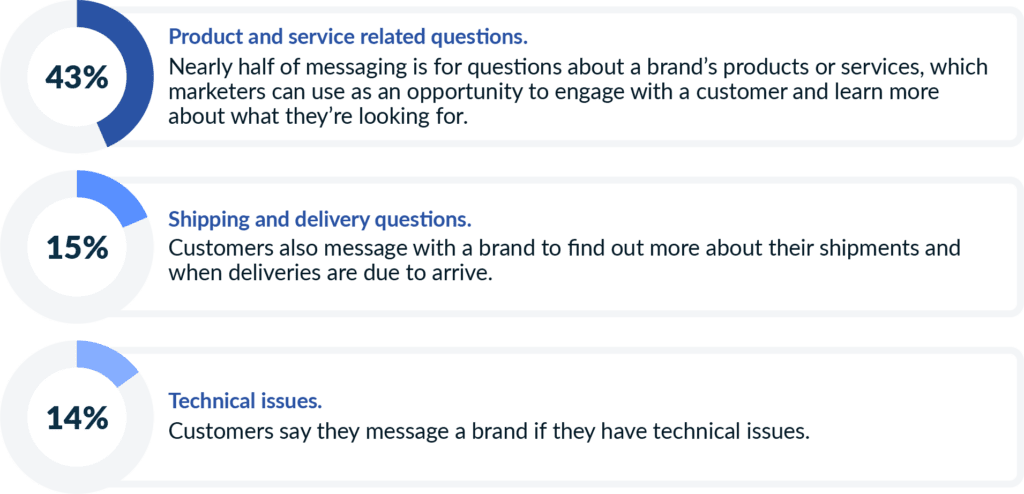 43%
Product and service related questions.
Nearly half of messaging is for questions about a brand’s products or services, which
marketers can use as an opportunity to engage with a customer and learn more
about what they’re looking for.
15%
Shipping and delivery questions.
Customers also message with a brand to find out more about their shipments and
when deliveries are due to arrive.
14%
Technical issues.
Customers say they message a brand if they have technical issues.